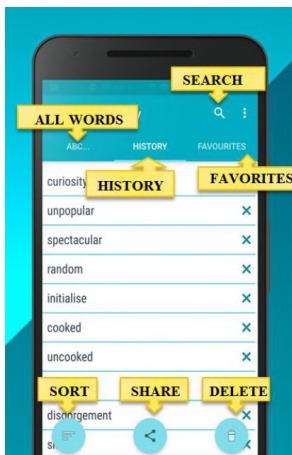 SEARCH
ALL WORDS
ABC... HISTORY FAVOURITES
HISTORY
FAVORITES
curiosity
unpopular
spectacular
random
initialise
cooked
uncooked
SORT SHARE DELETE
disgorgement